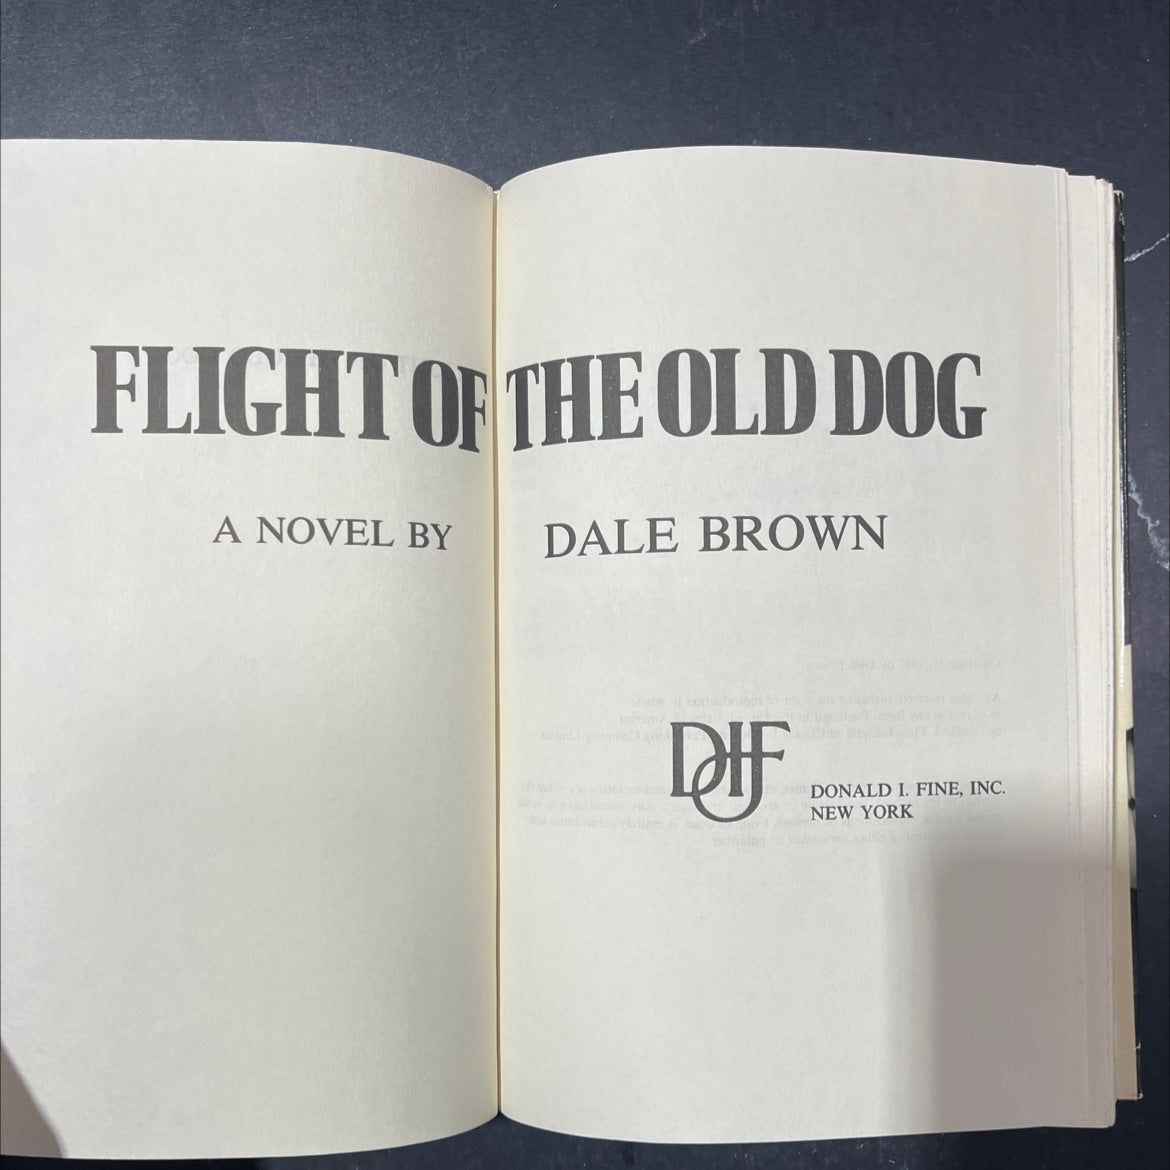 FLIGHT OF THE OLD DOG
A NOVEL BY DALE BROWN
DIF
DONALD I. FINE, INC.
NEW YORK